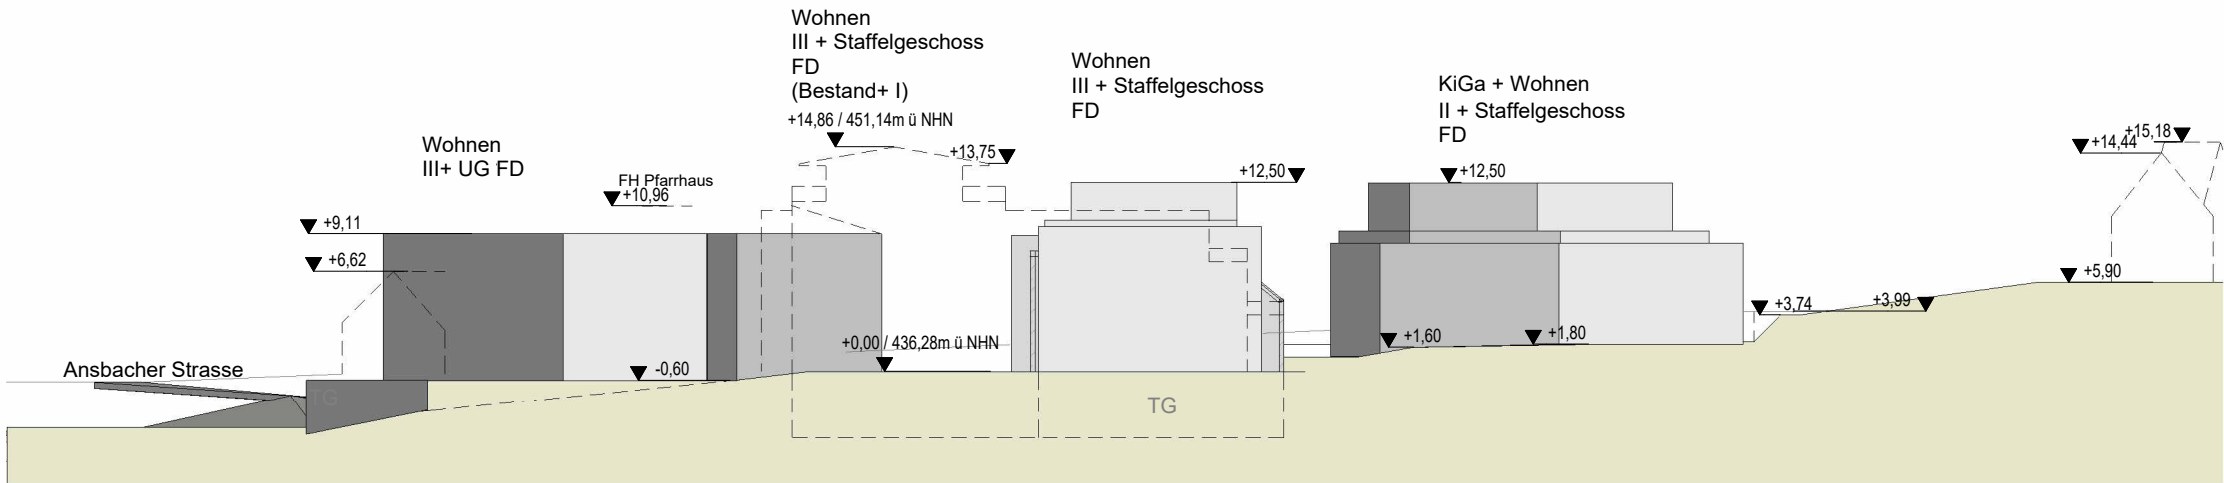 Wohnen
III + Staffelgeschoss
FD
(Bestand+ I)
+14,86 / 451,14m ü NHN
+13,75
Wohnen
III + Staffelgeschoss
FD
KiGa + Wohnen
II + Staffelgeschoss
FD
Wohnen
III+ UG FD
FH Pfarrhaus
+10,96
+9,11
+6,62
+12,50
+12,50
+15,18
+14,44
+5,90
+3,74
+3,99
+1,60
+1,80
+0,00 / 436,28m ü NHN
-0,60
Ansbacher Strasse
TG
TG